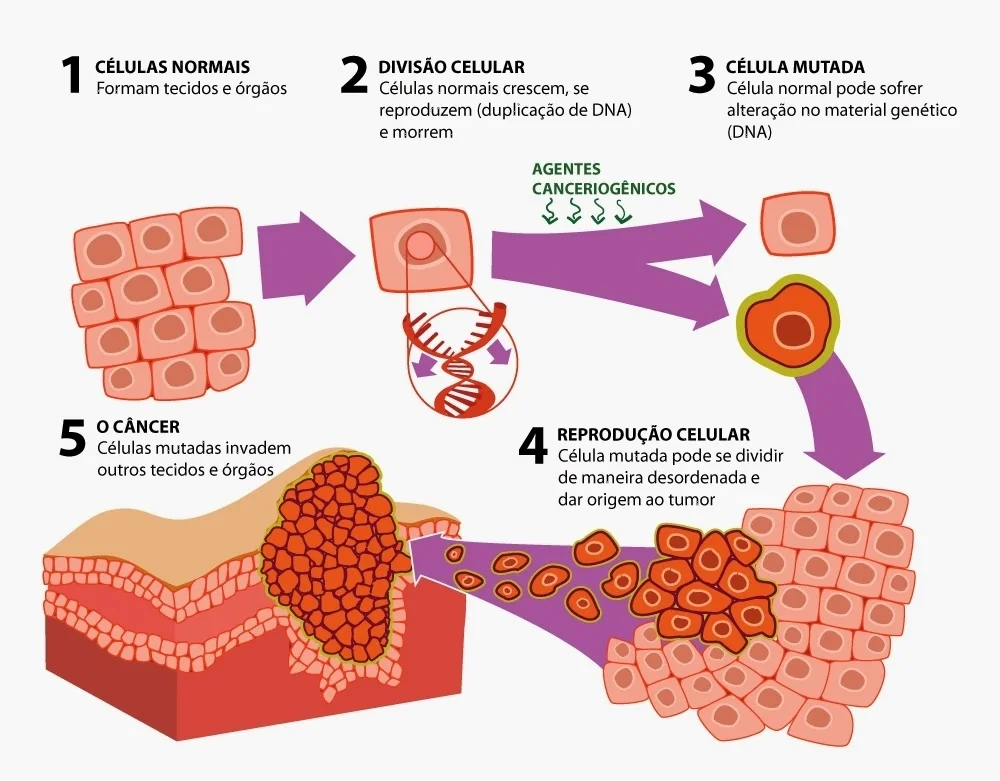 1 CÉLULAS NORMAIS
Formam tecidos e órgãos
2 DIVISÃO CELULAR
Células normais crescem, se
reproduzem (duplicação de DNA)
e morrem
3 CÉLULA MUTADA
Célula normal pode sofrer
alteração no material genético
(DNA)
AGENTES
CANCERIOGÊNICOS
4 REPRODUÇÃO CELULAR
Célula mutada pode se dividir
de maneira desordenada e
dar origem ao tumor
5 O CÂNCER
Células mutadas invadem
outros tecidos e órgãos